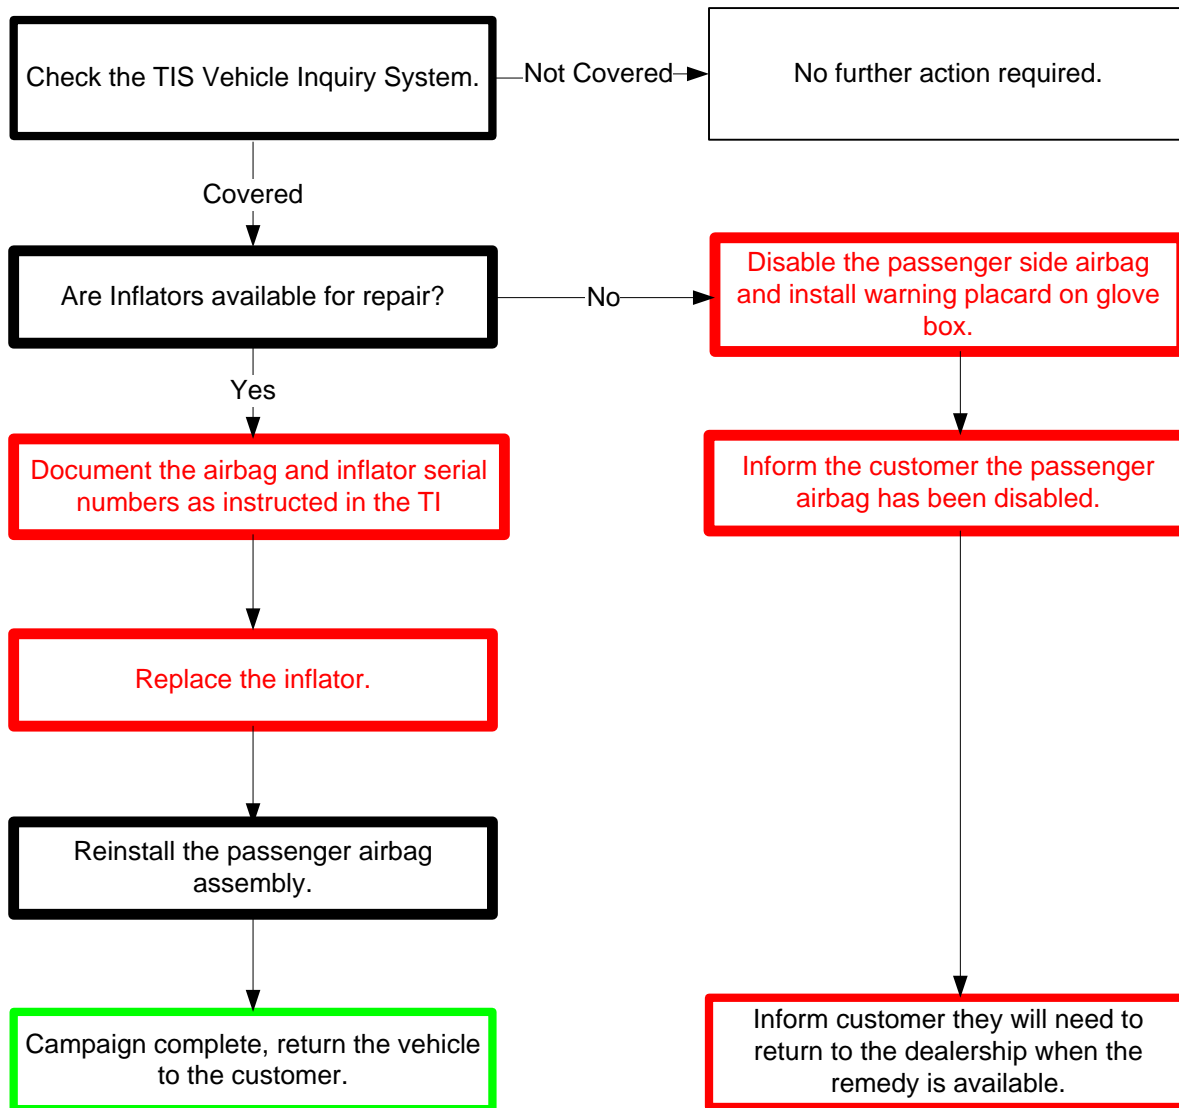 Check the TIS Vehicle Inquiry System.
Not Covered
No further action required.
Covered
Are Inflators available for repair?
No
Disable the passenger side airbag
and install warning placard on glove
box.
Yes
Document the airbag and inflator serial
numbers as instructed in the TI
Inform the customer the passenger
airbag has been disabled.
Replace the inflator.
Reinstall the passenger airbag
assembly.
Campaign complete, return the vehicle
to the customer.
Inform customer they will need to
return to the dealership when the
remedy is available.